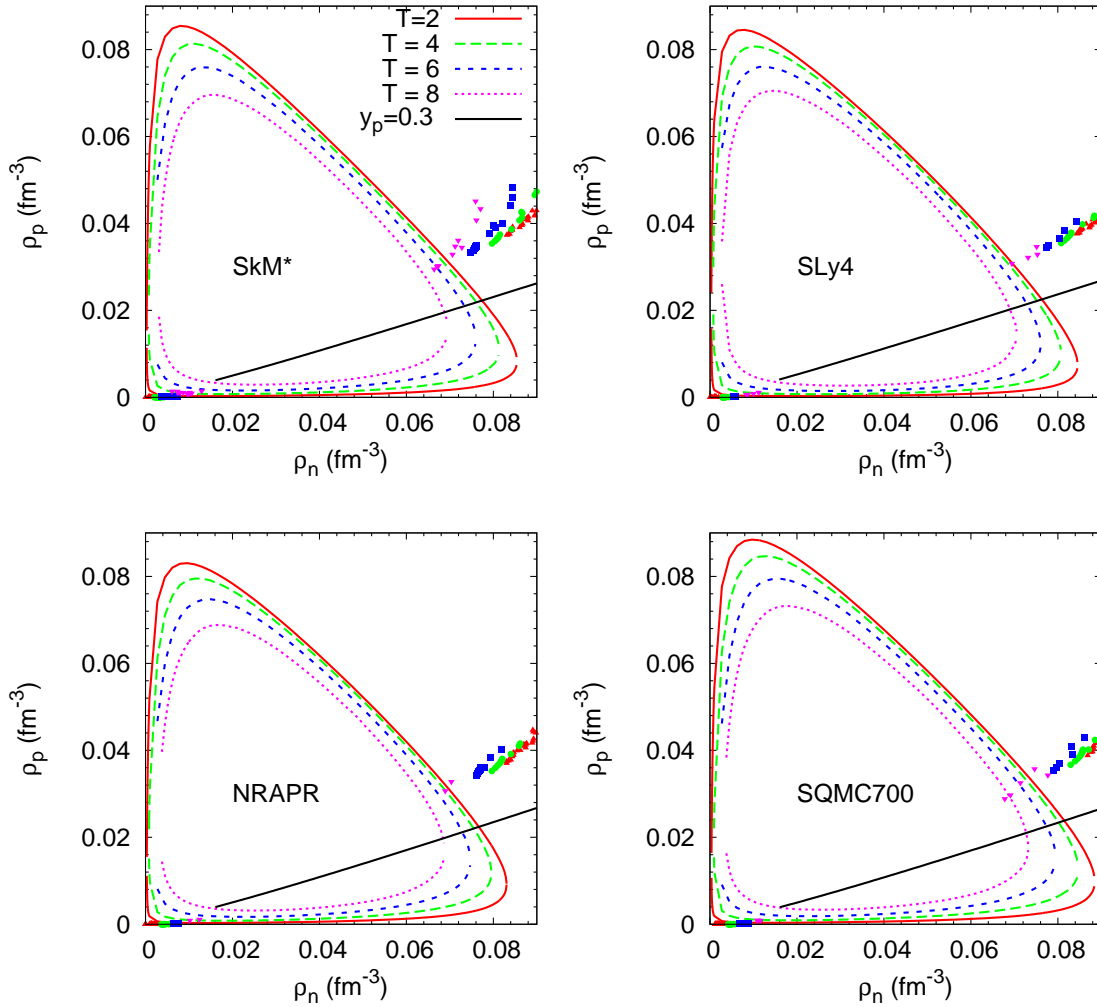 T=2
T = 4
T = 6
T = 8
y_p=0.3
0.08
0.06
0.04
0.02
0
ρ_p (fm^-3)
SkM*
0 0.02 0.04 0.06 0.08
ρ_n (fm^-3)
0.08
0.06
0.04
0.02
0
ρ_p (fm^-3)
SLy4
0 0.02 0.04 0.06 0.08
ρ_n (fm^-3)
0.08
0.06
0.04
0.02
0
ρ_p (fm^-3)
NRAPR
0 0.02 0.04 0.06 0.08
ρ_n (fm^-3)
0.08
0.06
0.04
0.02
0
ρ_p (fm^-3)
SQMC700
0 0.02 0.04 0.06 0.08
ρ_n (fm^-3)